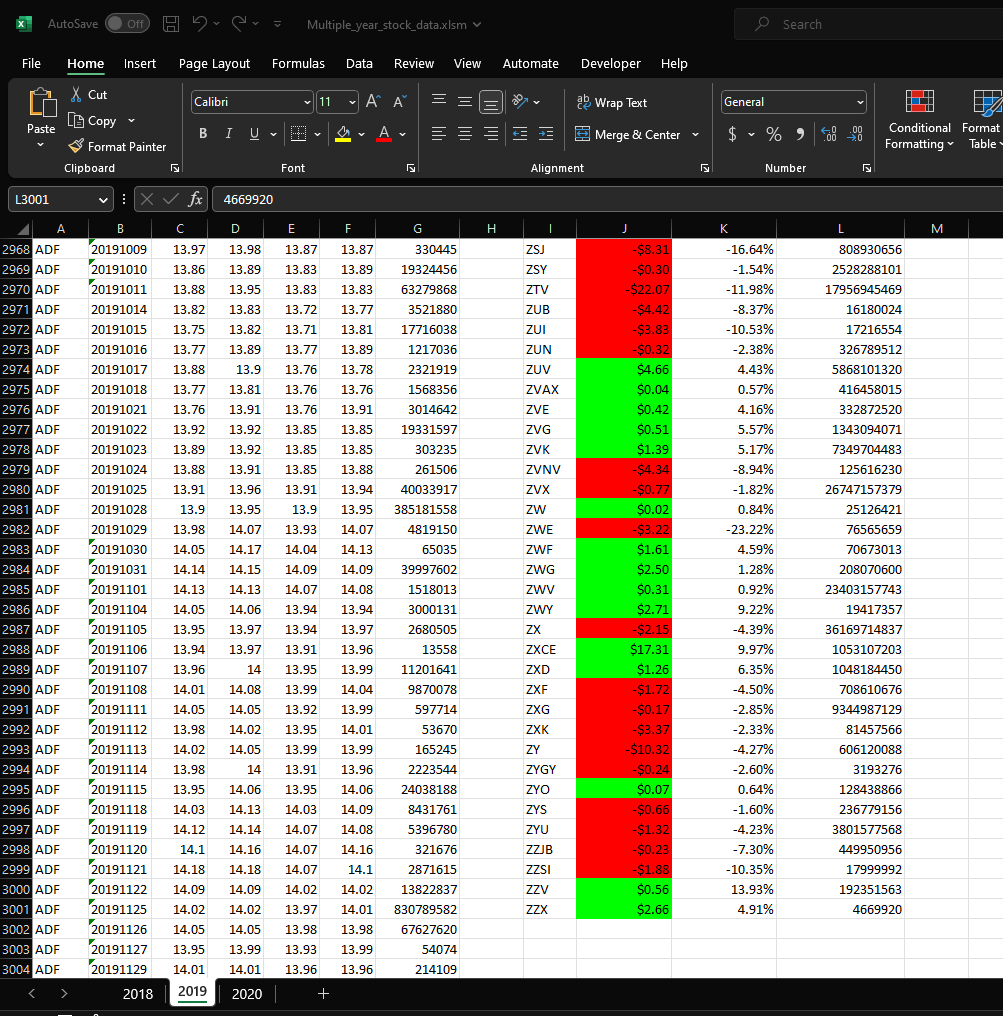 AutoSave Off Multiple_year_stock_data.xlsm Search
File Home Insert Page Layout Formulas Data Review View Automate Developer Help
Paste Cut Copy Format Painter Calibri 11 B I U A Wrap Text Merge & Center General $ % 9 Conditional Formatting Format Table
Clipboard Font Alignment Number
L3001 fx 4669920
A B C D E F G H I J K L M
2968 ADF 20191009 13.97 13.98 13.87 13.87 330445 ZSJ -$8.31 -16.64% 808930656
2969 ADF 20191010 13.86 13.89 13.83 13.89 19324456 ZSY -$0.30 -1.54% 2528288101
2970 ADF 20191011 13.88 13.95 13.83 13.83 63279868 ZTV -$22.07 -11.98% 17956945469
2971 ADF 20191014 13.82 13.83 13.72 13.77 3521880 ZUB -$4.42 -8.37% 16180024
2972 ADF 20191015 13.75 13.82 13.71 13.81 17716038 ZUI -$3.83 -10.53% 17216554
2973 ADF 20191016 13.77 13.89 13.77 13.89 1217036 ZUN -$0.32 -2.38% 326789512
2974 ADF 20191017 13.88 13.9 13.76 13.78 2321919 ZUV $4.66 4.43% 5868101320
2975 ADF 20191018 13.77 13.81 13.76 13.76 1568356 ZVAX $0.04 0.57% 416458015
2976 ADF 20191021 13.76 13.91 13.76 13.91 3014642 ZVE $0.42 4.16% 332872520
2977 ADF 20191022 13.92 13.92 13.85 13.85 19331597 ZVG $0.51 5.57% 1343094071
2978 ADF 20191023 13.89 13.92 13.85 13.85 303235 ZVK $1.39 5.17% 7349704483
2979 ADF 20191024 13.88 13.91 13.85 13.88 261506 ZVNV -$4.34 -8.94% 125616230
2980 ADF 20191025 13.91 13.96 13.91 13.94 40033917 ZVX -$0.77 -1.82% 26747157379
2981 ADF 20191028 13.9 13.95 13.9 13.95 385181558 ZW $0.02 0.84% 25126421
2982 ADF 20191029 13.98 14.07 13.93 14.07 4819150 ZWE -$3.22 -23.22% 76565659
2983 ADF 20191030 14.05 14.17 14.04 14.13 65035 ZWF $1.61 4.59% 70673013
2984 ADF 20191031 14.14 14.15 14.09 14.09 39997602 ZWG $2.50 1.28% 208070600
2985 ADF 20191101 14.13 14.13 14.07 14.08 1518013 ZWV $0.31 0.92% 23403157743
2986 ADF 20191104 14.05 14.06 13.94 13.94 3000131 ZWY $2.71 9.22% 19417357
2987 ADF 20191105 13.95 13.97 13.94 13.97 2680505 ZX -$2.15 -4.39% 36169714837
2988 ADF 20191106 13.94 13.97 13.91 13.96 13558 ZXCE $17.31 9.97% 1053107203
2989 ADF 20191107 13.96 14 13.95 13.99 11201641 ZXD $1.26 6.35% 1048184450
2990 ADF 20191108 14.01 14.08 13.99 14.04 9870078 ZXF -$1.72 -4.50% 708610676
2991 ADF 20191111 14.05 14.05 13.92 13.99 597714 ZXG -$0.17 -2.85% 9344987129
2992 ADF 20191112 13.98 14.02 13.95 14.01 53670 ZXK -$3.37 -2.33% 81457566
2993 ADF 20191113 14.02 14.05 13.99 13.99 165245 ZY -$10.32 -4.27% 606120088
2994 ADF 20191114 13.98 14 13.91 13.96 2223544 ZYGY -$0.24 -2.60% 3193276
2995 ADF 20191115 13.95 14.06 13.95 14.06 24038188 ZYO $0.07 0.64% 128438866
2996 ADF 20191118 14.03 14.13 14.03 14.09 8431761 ZYS -$0.66 -1.60% 236779156
2997 ADF 20191119 14.12 14.14 14.07 14.08 5396780 ZYU -$1.32 -4.23% 3801577568
2998 ADF 20191120 14.1 14.16 14.07 14.16 321676 ZZJB -$0.23 -7.30% 449950956
2999 ADF 20191121 14.18 14.18 14.07 14.1 2871615 ZZSI -$1.88 -10.35% 17999992
3000 ADF 20191122 14.09 14.09 14.02 14.02 13822837 ZZV $0.56 13.93% 192351563
3001 ADF 20191125 14.02 14.02 13.97 14.01 830789582 ZZX $2.66 4.91% 4669920
3002 ADF 20191126 14.05 14.05 13.98 13.98 67627620
3003 ADF 20191127 13.95 13.99 13.93 13.99 54074
3004 ADF 20191129 14.01 14.01 13.96 13.96 214109
2018 2019 2020